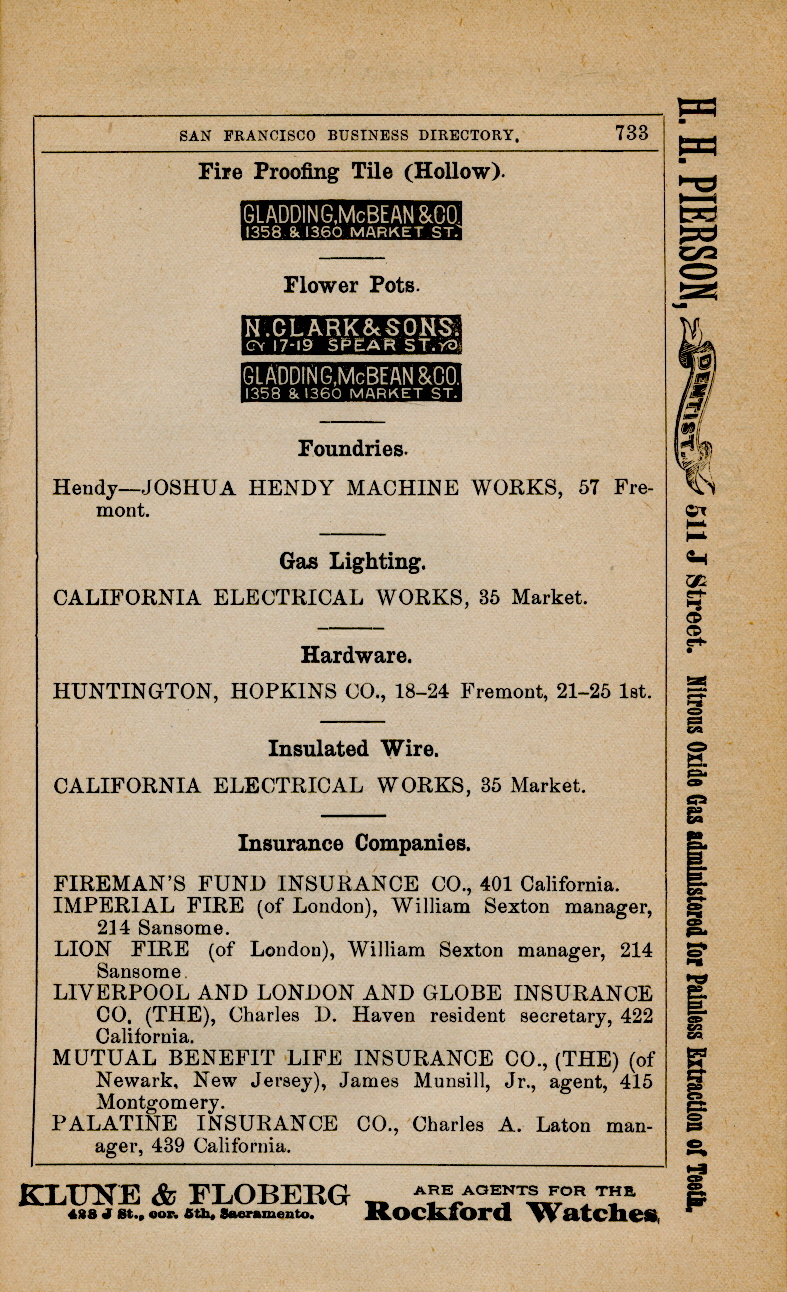 SAN FRANCISCO BUSINESS DIRECTORY. 733
Fire Proofing Tile (Hollow).
GLADDING, McBEAN & CO.
1358 & 1360 MARKET ST.
Flower Pots.
N. CLARK & SONS.
17-19 SPEAR ST.
GLADDING, McBEAN & CO.
1358 & 1360 MARKET ST.
Foundries.
Hendy—JOSHUA HENDY MACHINE WORKS, 57 Fre-
mont.
Gas Lighting.
CALIFORNIA ELECTRICAL WORKS, 35 Market.
Hardware.
HUNTINGTON, HOPKINS CO., 18–24 Fremont, 21–25 1st.
Insulated Wire.
CALIFORNIA ELECTRICAL WORKS, 35 Market.
Insurance Companies.
FIREMAN'S FUND INSURANCE CO., 401 California.
IMPERIAL FIRE (of London), William Sexton manager,
214 Sansome.
LION FIRE (of London), William Sexton manager, 214
Sansome.
LIVERPOOL AND LONDON AND GLOBE INSURANCE
CO. (THE), Charles D. Haven resident secretary, 422
California.
MUTUAL BENEFIT LIFE INSURANCE CO., (THE) (of
Newark, New Jersey), James Munsill, Jr., agent, 415
Montgomery.
PALATINE INSURANCE CO., Charles A. Laton man-
ager, 439 California.
KLUNE & FLOBERG ARE AGENTS FOR THE
428 J St., cor. 5th, Sacramento. Rockford Watches,
H. H. PIERSON, DENTIST. 511 J Street. Nitrous Oxide Gas administered for Painless Extraction of Teeth.